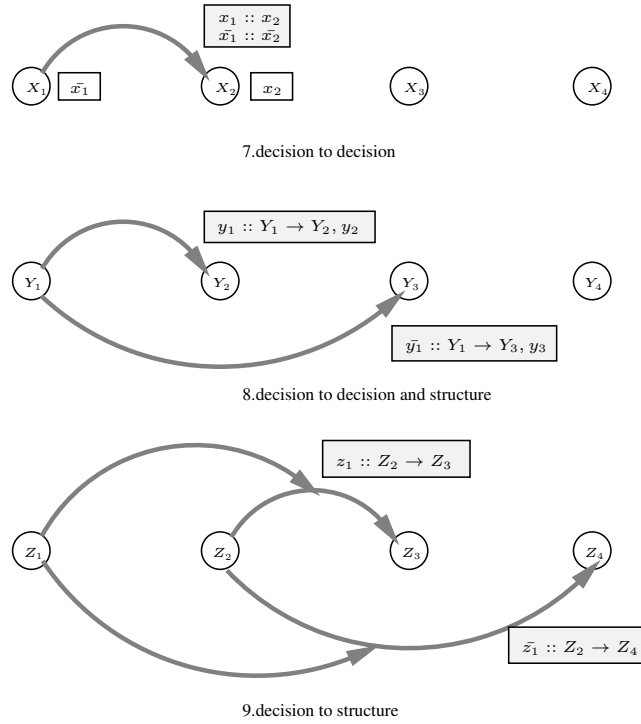 x₁ :: x₂
x̄₁ :: x̄₂
X₁ x̄₁ X₂ x₂ X₃ X₄
7.decision to decision
y₁ :: Y₁ → Y₂, y₂
Y₁ Y₂ Y₃ Y₄
ȳ₁ :: Y₁ → Y₃, y₃
8.decision to decision and structure
z₁ :: Z₂ → Z₃
Z₁ Z₂ Z₃ Z₄
z̄₁ :: Z₂ → Z₄
9.decision to structure